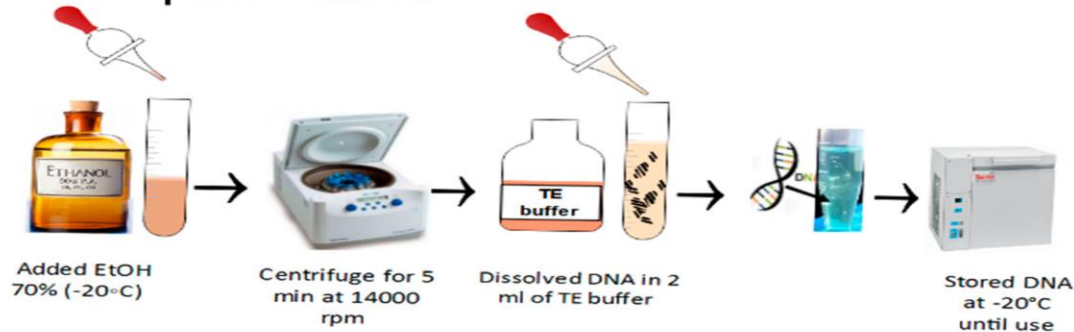 ETHANOL
TE
buffer
DNA
Added EtOH
70% (-20◦C)
Centrifuge for 5
min at 14000
rpm
Dissolved DNA in 2
ml of TE buffer
Stored DNA
at -20°C
until use